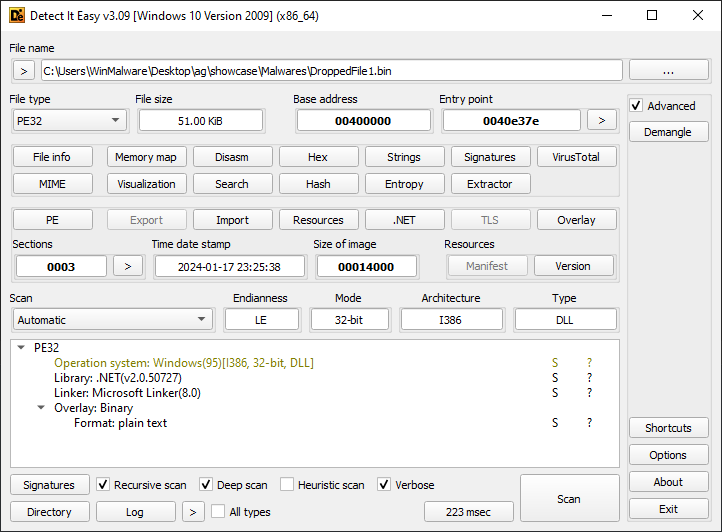 Detect It Easy v3.09 [Windows 10 Version 2009] (x86_64)
File name
> C:\Users\WinMalware\Desktop\ag\showcase\Malwares\DroppedFile1.bin ...
File type File size Base address Entry point
PE32 51.00 KiB 00400000 0040e37e >
Advanced
Demangle
File info Memory map Disasm Hex Strings Signatures VirusTotal
MIME Visualization Search Hash Entropy Extractor
PE Export Import Resources .NET TLS Overlay
Sections Time date stamp Size of image Resources
0003 > 2024-01-17 23:25:38 00014000 Manifest Version
Scan Endianness Mode Architecture Type
Automatic LE 32-bit I386 DLL
PE32
Operation system: Windows(95)[I386, 32-bit, DLL] S ?
Library: .NET(v2.0.50727) S ?
Linker: Microsoft Linker(8.0) S ?
Overlay: Binary
Format: plain text S ?
Shortcuts
Options
About
Exit
Signatures Recursive scan Deep scan Heuristic scan Verbose
Directory Log > All types 223 msec Scan